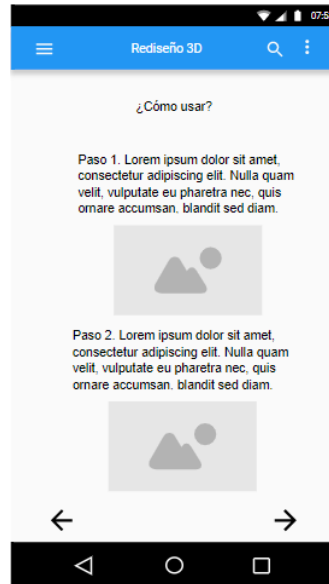 07:5
Rediseño 3D
¿Cómo usar?
Paso 1. Lorem ipsum dolor sit amet,
consectetur adipiscing elit. Nulla quam
velit, vulputate eu pharetra nec, quis
ornare accumsan. blandit sed diam.
Paso 2. Lorem ipsum dolor sit amet,
consectetur adipiscing elit. Nulla quam
velit, vulputate eu pharetra nec, quis
ornare accumsan. blandit sed diam.